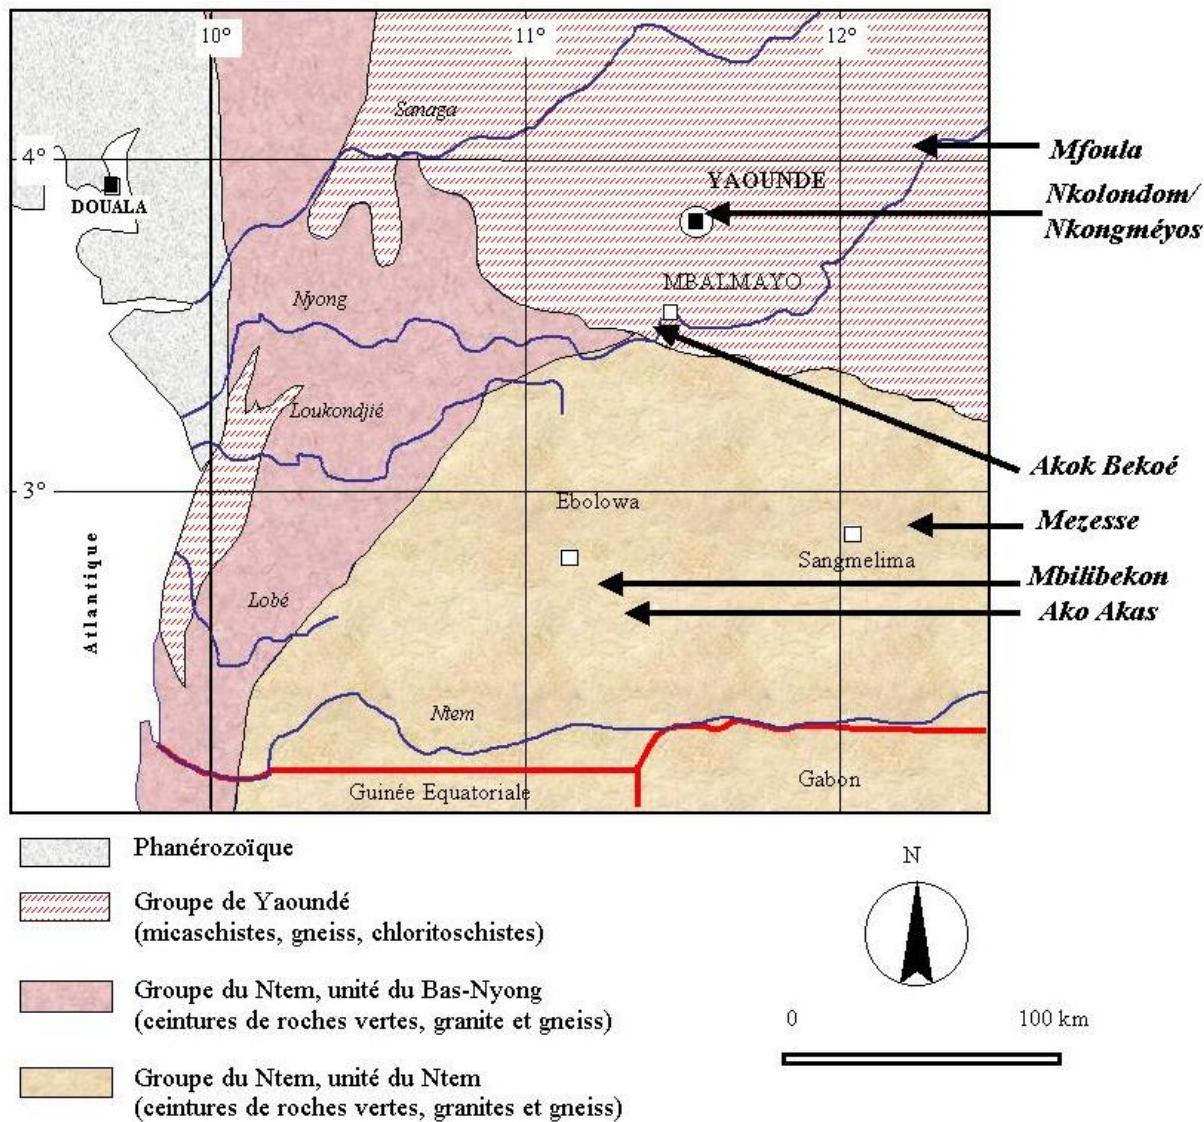 10°
11°
12°
Sanaga
4°
Mfoula
YAOUNDE
DOUALA
Nkolondom/
Nkongméyos
MBALMAYO
Nyong
Loukondjié
Akok Bekoé
3°
Ebolowa
Mezesse
Sangmelima
Atlantique
Mbilibekon
Lobé
Ako Akas
Ntem
Guinée Equatoriale
Gabon
Phanérozoïque
Groupe de Yaoundé
(micaschistes, gneiss, chloritoschistes)
Groupe du Ntem, unité du Bas-Nyong
(ceintures de roches vertes, granite et gneiss)
Groupe du Ntem, unité du Ntem
(ceintures de roches vertes, granites et gneiss)
N
0 100 km